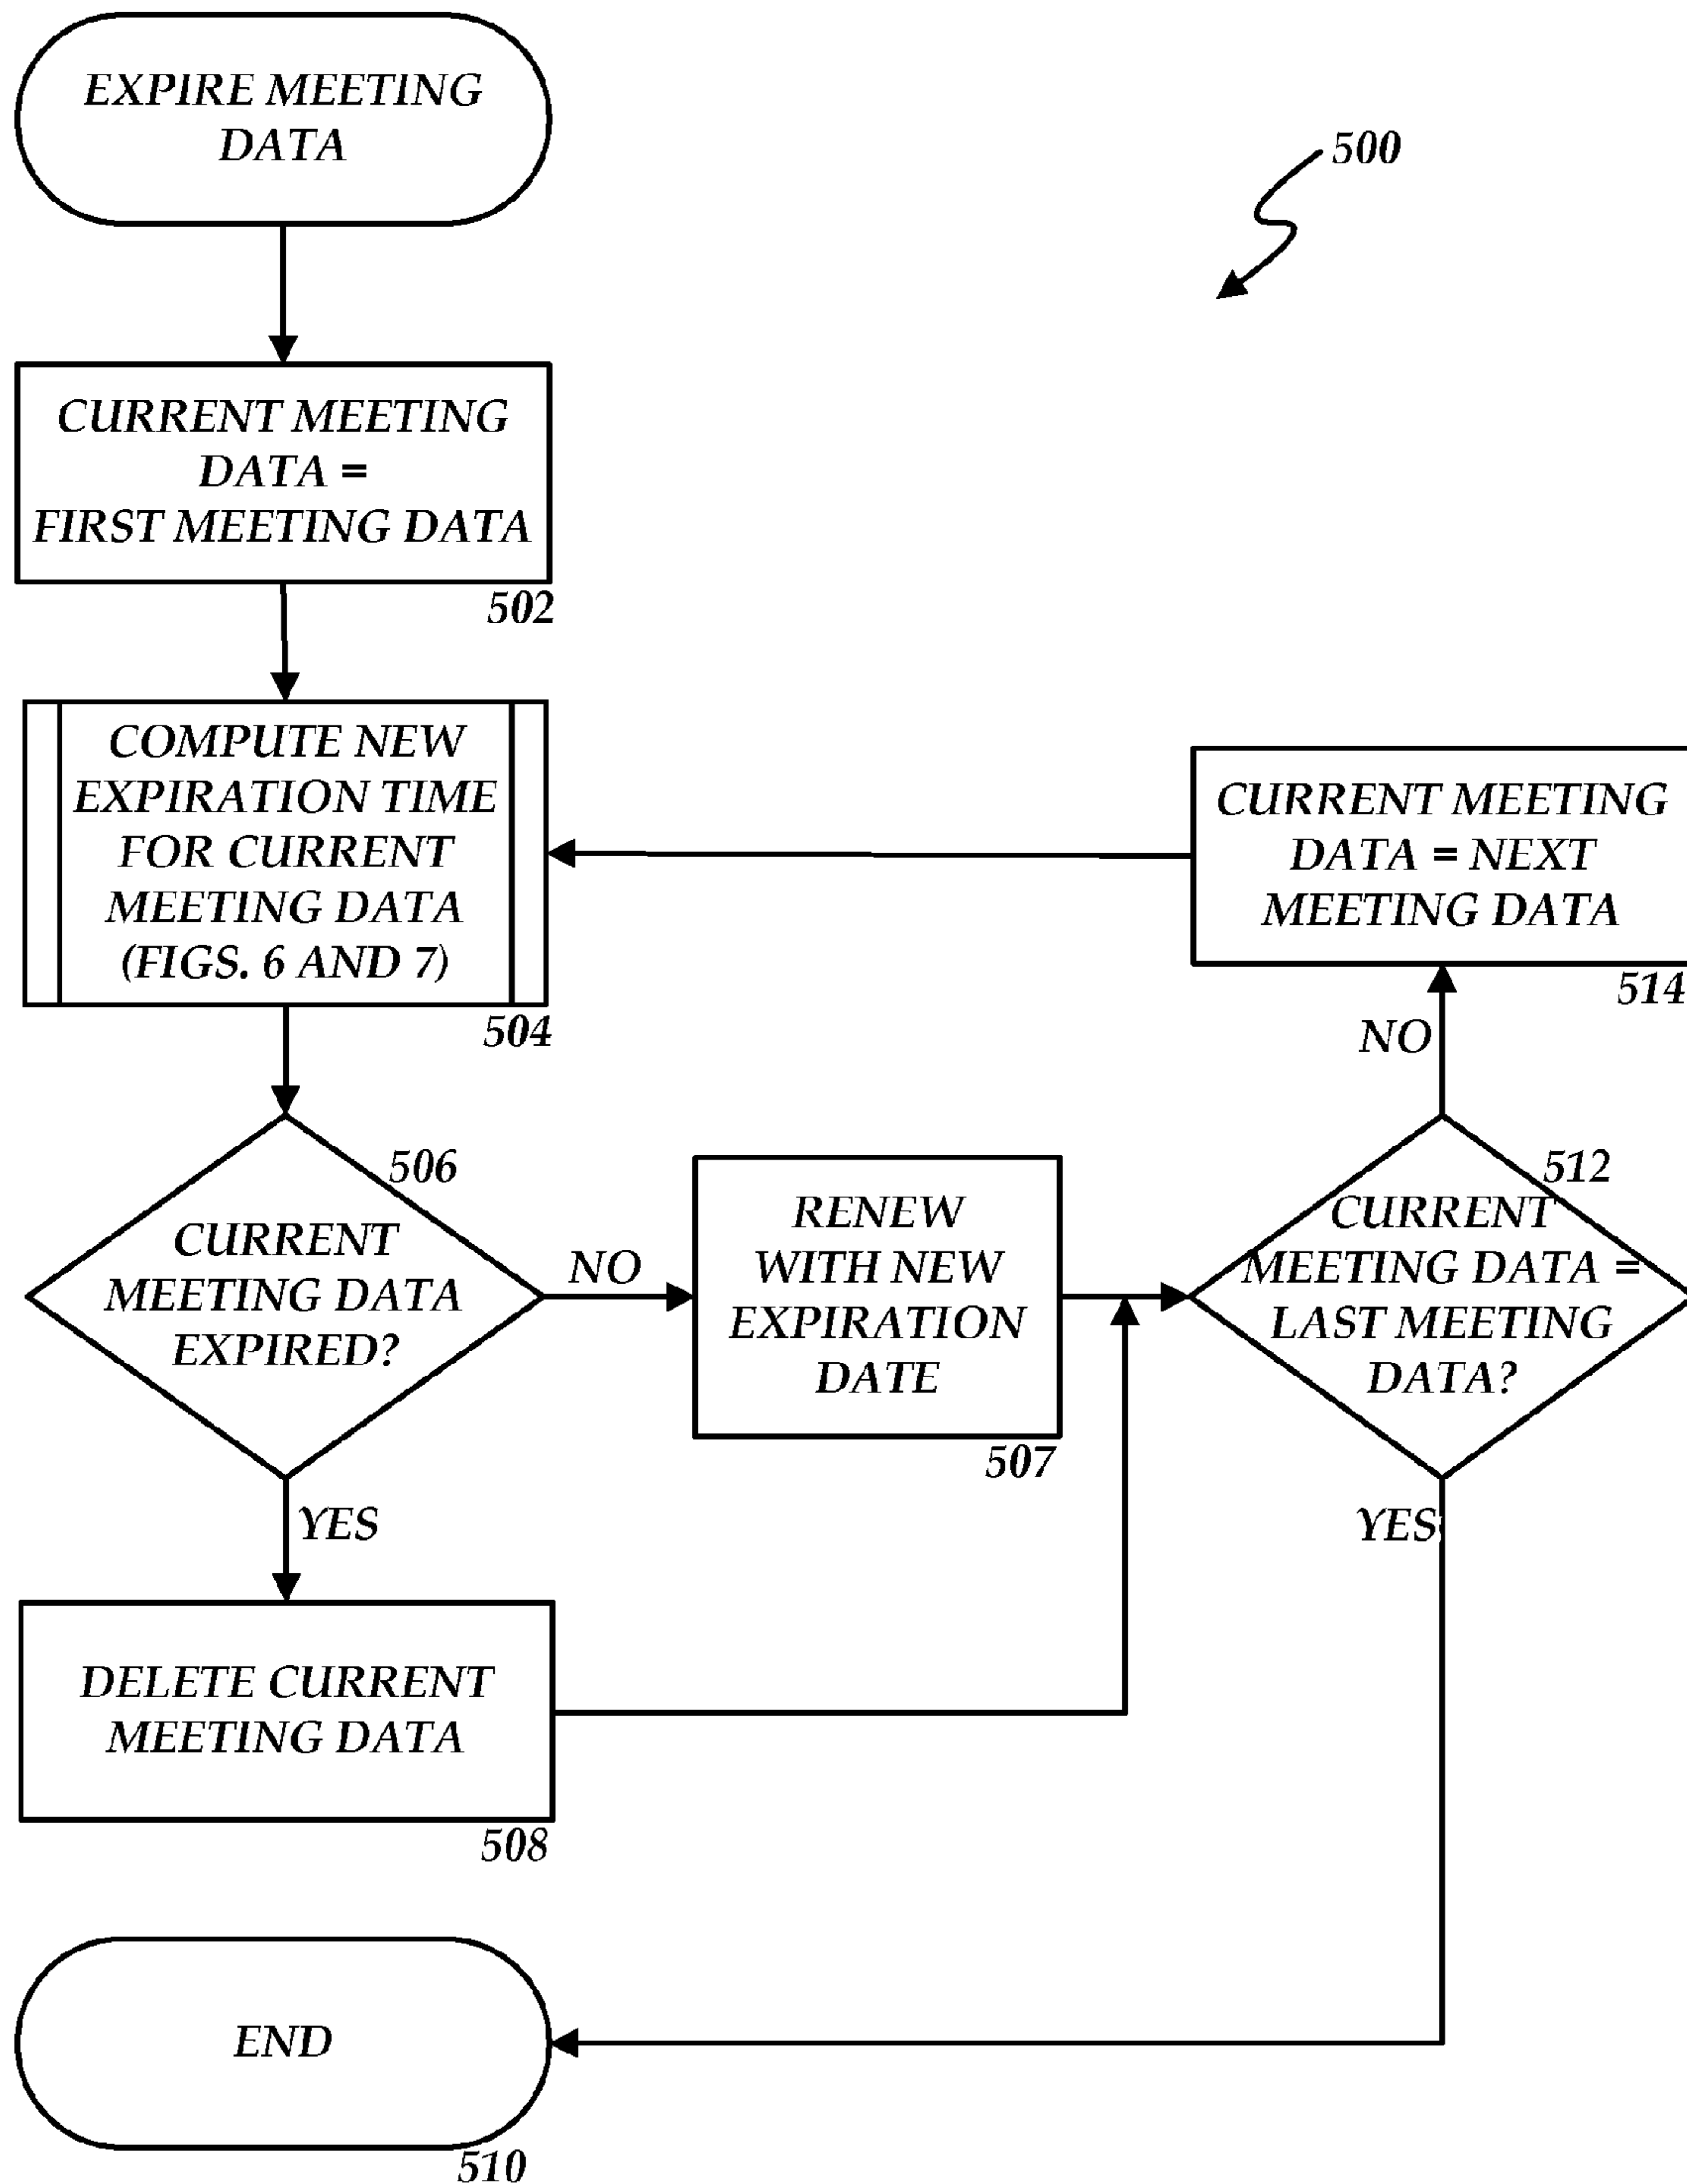 EXPIRE MEETING
DATA
500
CURRENT MEETING
DATA =
FIRST MEETING DATA
502
COMPUTE NEW
EXPIRATION TIME
FOR CURRENT
MEETING DATA
(FIGS. 6 AND 7)
504
CURRENT MEETING
DATA = NEXT
MEETING DATA
514
NO
506
CURRENT
MEETING DATA
EXPIRED?
NO
RENEW
WITH NEW
EXPIRATION
DATE
507
512
CURRENT
MEETING DATA =
LAST MEETING
DATA?
YES
YES
DELETE CURRENT
MEETING DATA
508
END
510